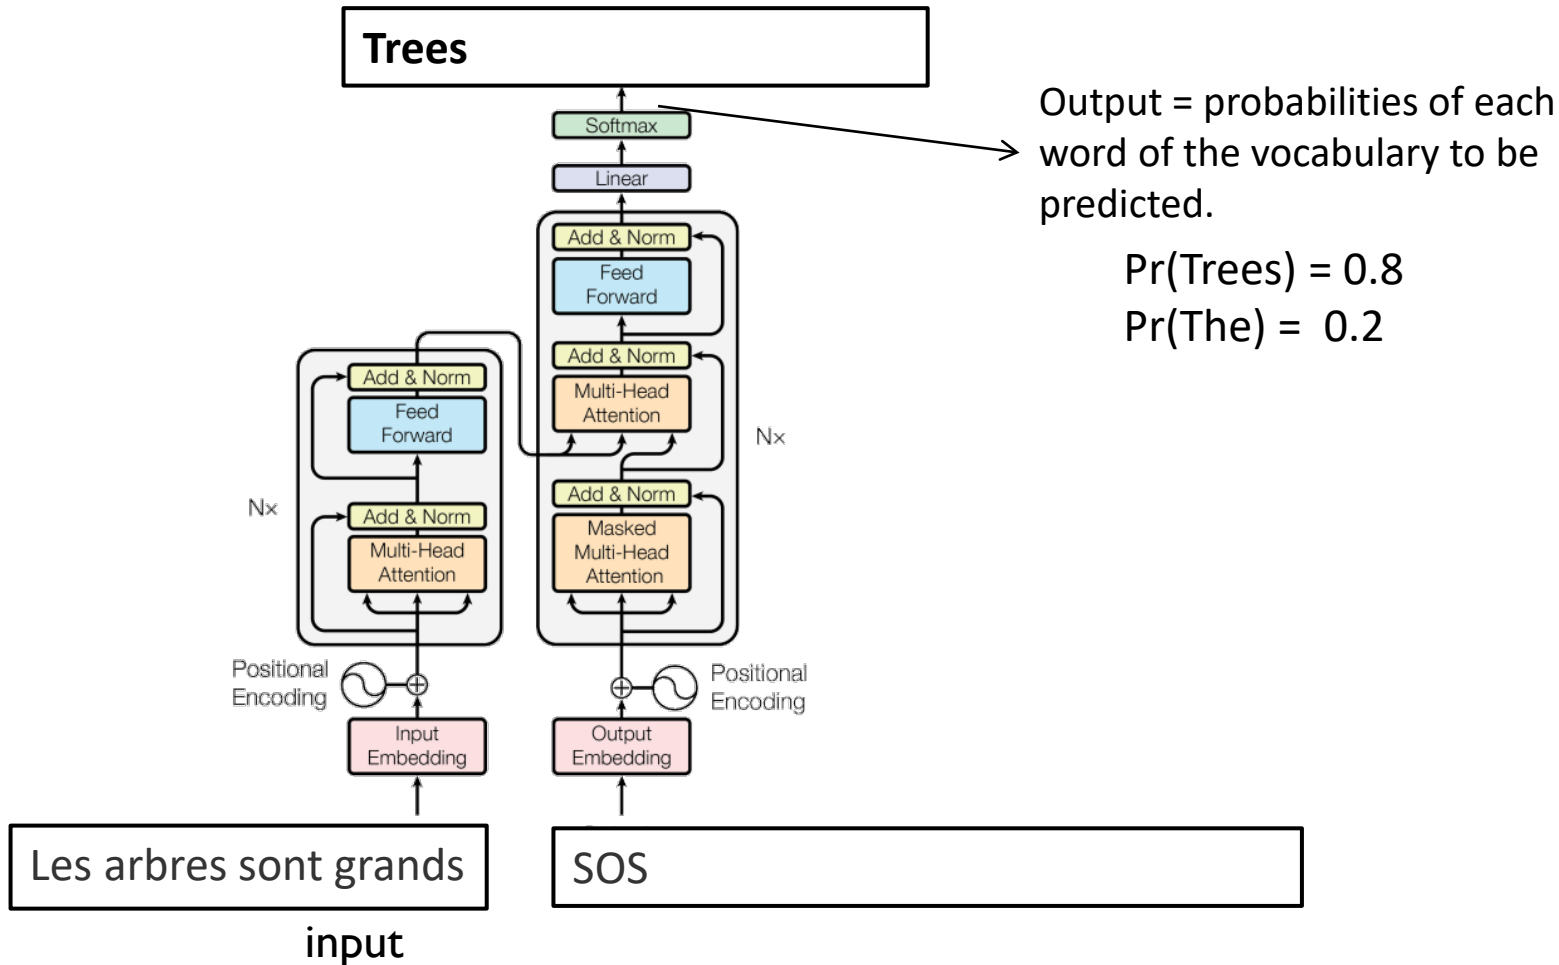 Trees
Output = probabilities of each
word of the vocabulary to be
predicted.
Pr(Trees) = 0.8
Pr(The) = 0.2
Softmax
Linear
Add & Norm
Feed
Forward
Add & Norm
Multi-Head
Attention
Nx
Add & Norm
Masked
Multi-Head
Attention
Add & Norm
Feed
Forward
Nx
Add & Norm
Multi-Head
Attention
Positional
Encoding
Positional
Encoding
Input
Embedding
Output
Embedding
Les arbres sont grands
SOS
input